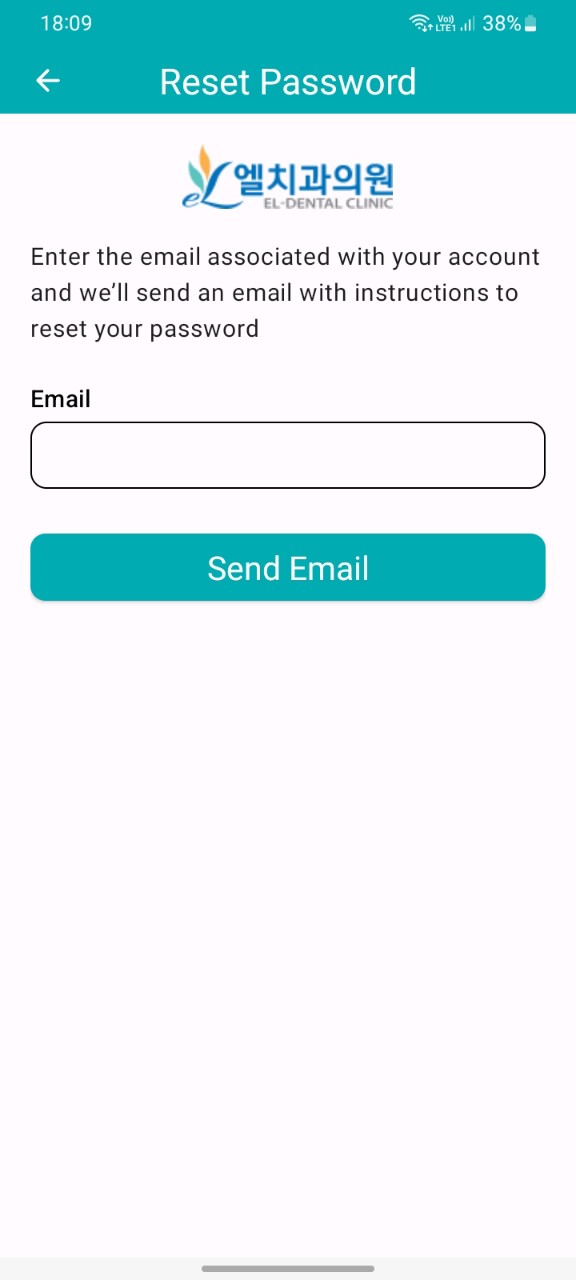 18:09
Vo))
LTE1
38%
Reset Password
eL 엘치과의원
EL-DENTAL CLINIC
Enter the email associated with your account
and we’ll send an email with instructions to
reset your password
Email
Send Email